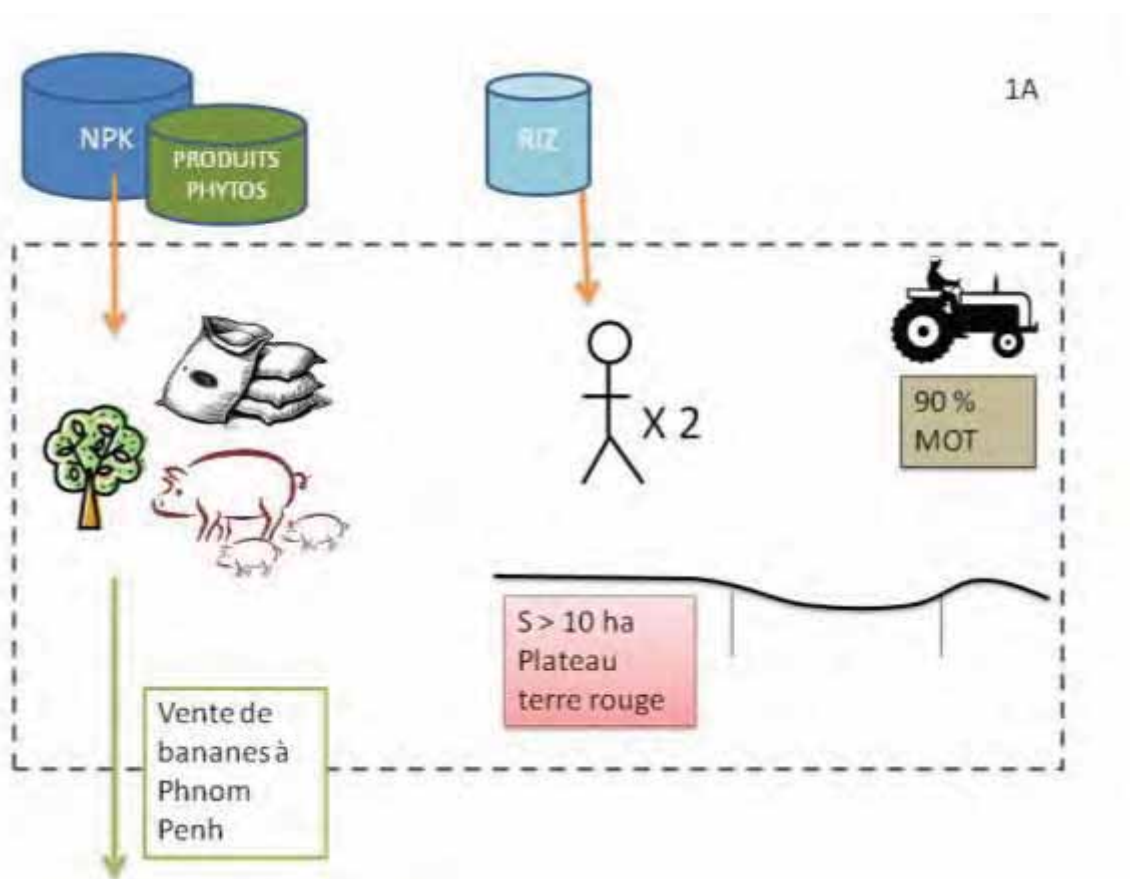 1A
NPK
PRODUITS
PHYTOS
RIZ
X 2
90 %
MOT
S > 10 ha
Plateau
terre rouge
Vente de
bananes à
Phnom
Penh